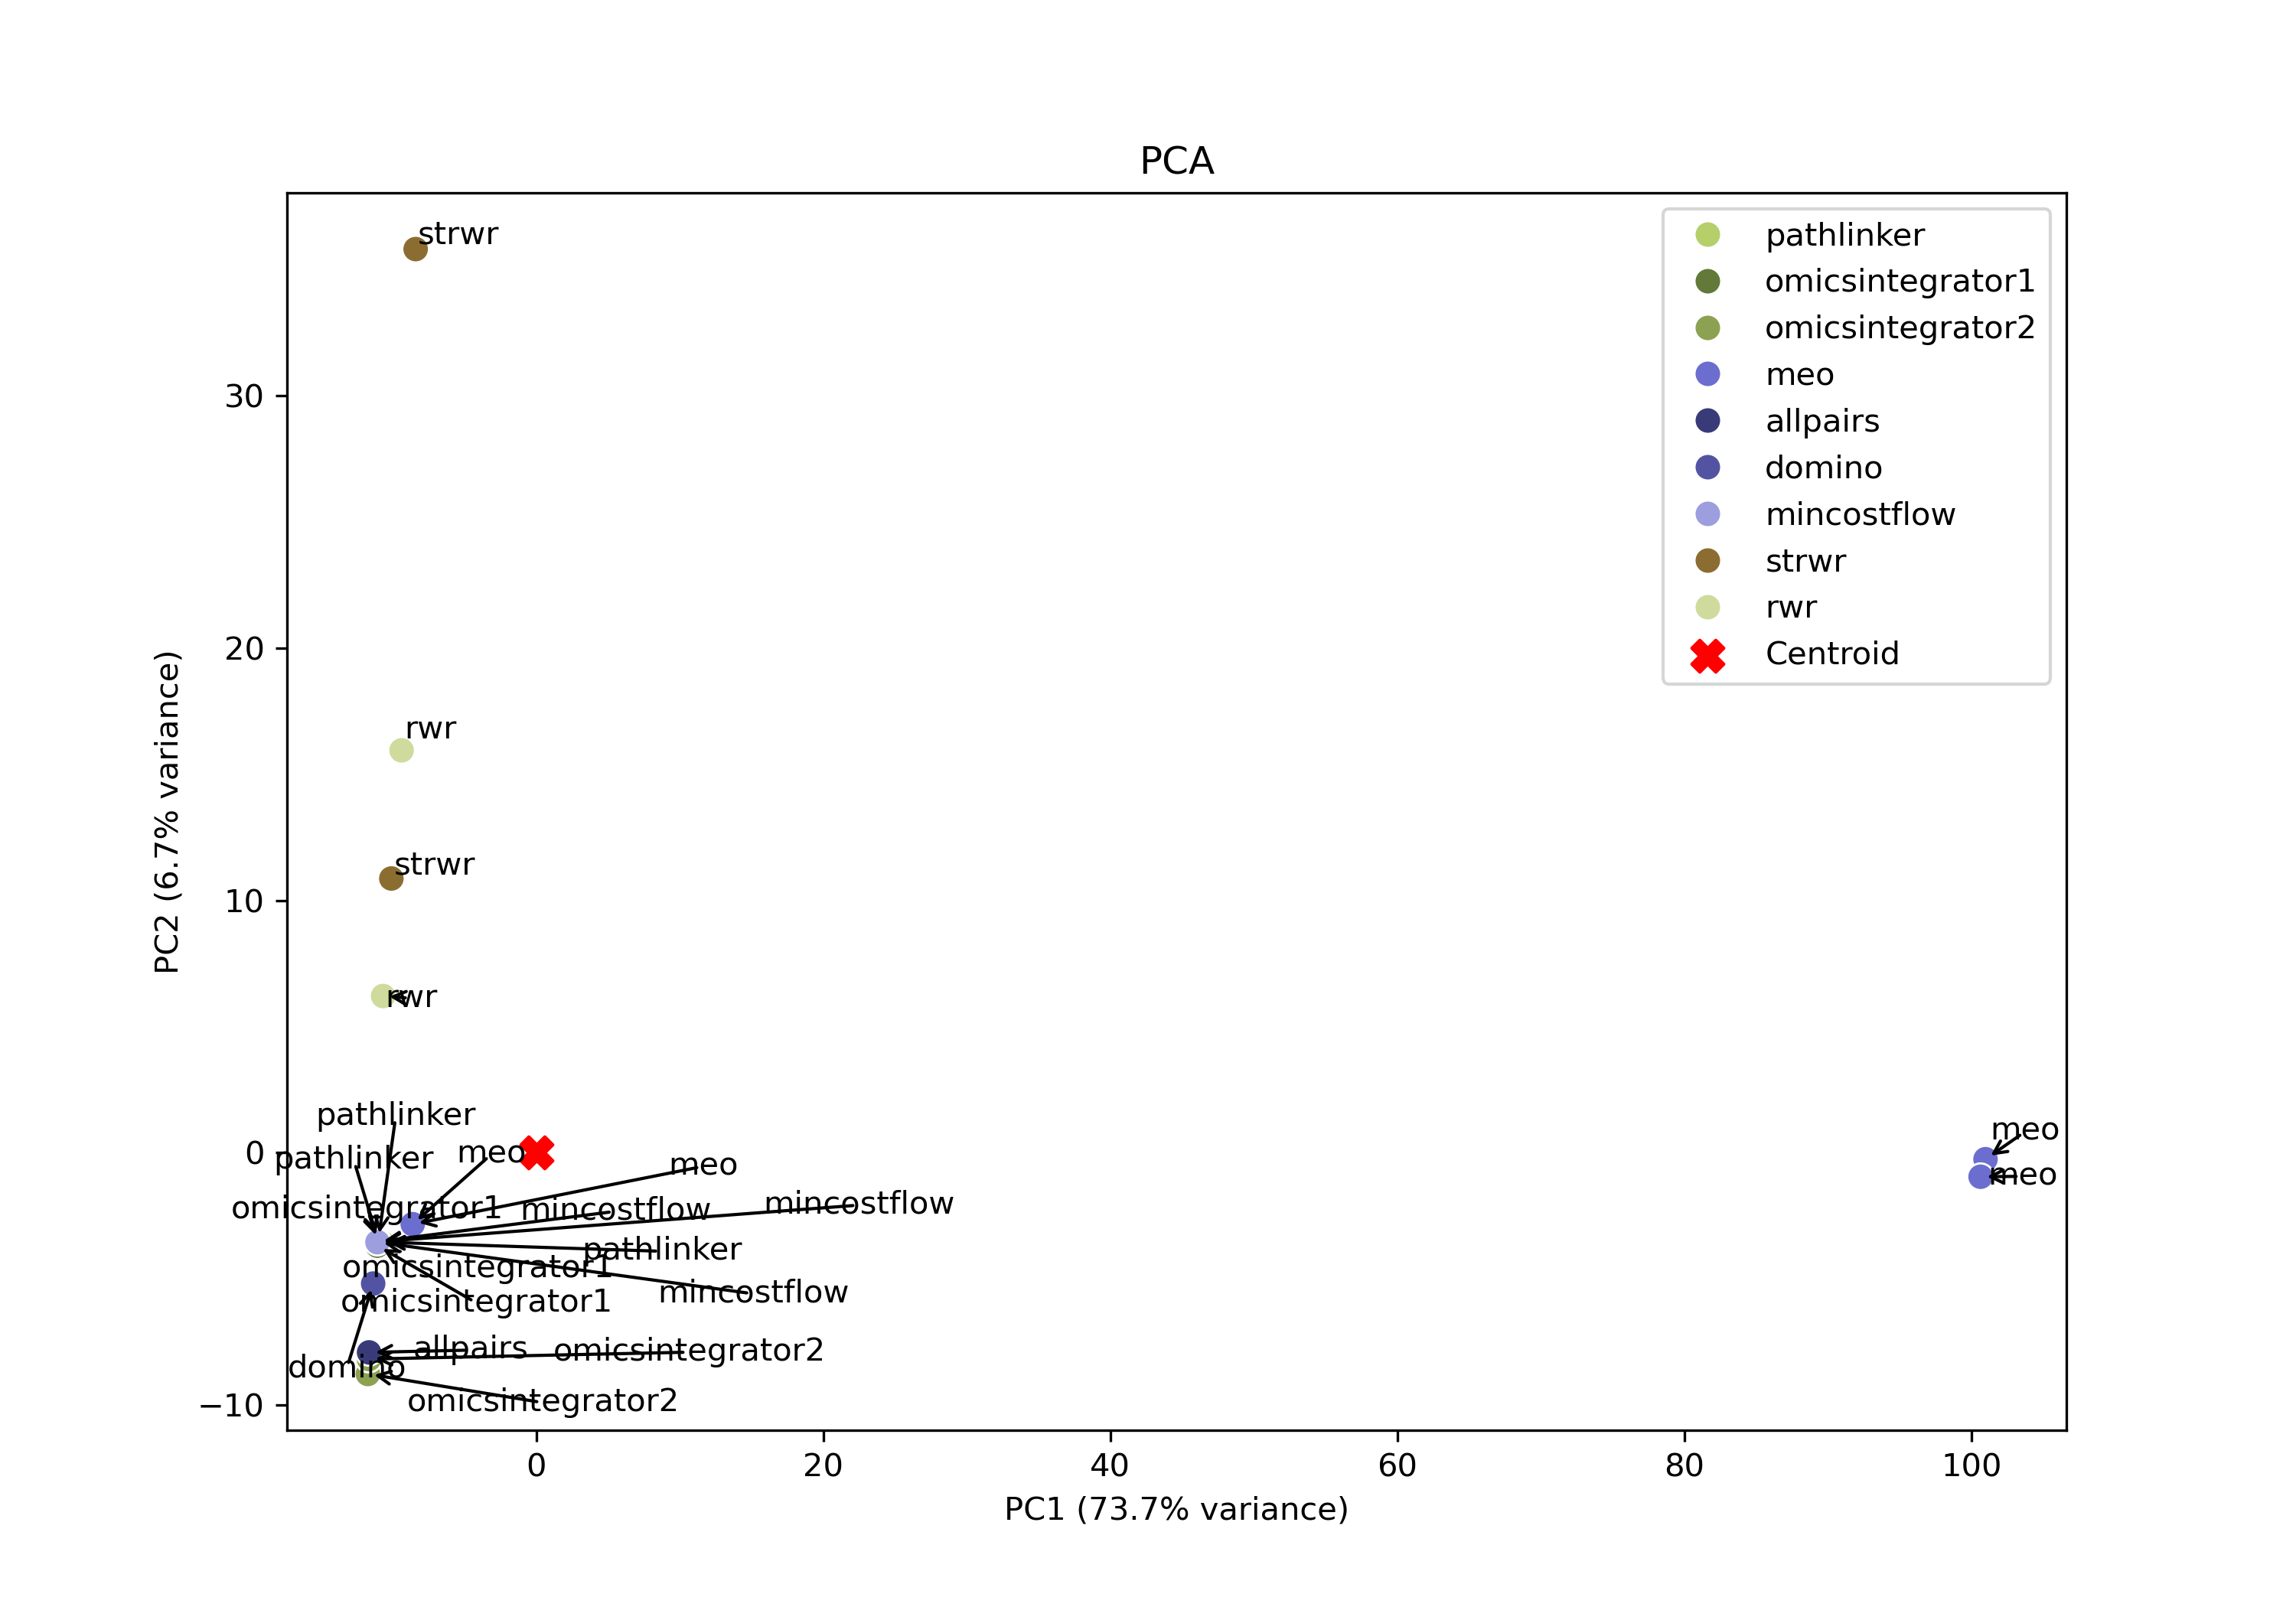 PCA
strwr
pathlinker
omicsintegrator1
omicsintegrator2
meo
allpairs
domino
mincostflow
strwr
rwr
Centroid
30
20
10
0
−10
PC2 (6.7% variance)
rwr
strwr
rwr
pathlinker
pathlinker
meo
meo
meo
meo
omicsintegrator1
mincostflow
mincostflow
pathlinker
omicsintegrator1
mincostflow
omicsintegrator1
allpairs
omicsintegrator2
domino
omicsintegrator2
0
20
40
60
80
100
PC1 (73.7% variance)